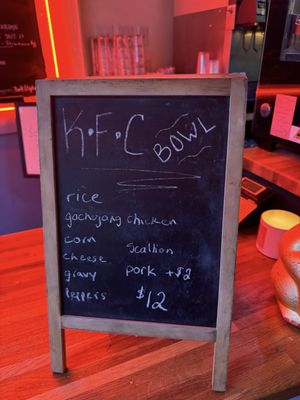 K.F.C
BOWL
rice
gochujang chicken
corn
cheese
gravy
peppers
Scallion
pork +$2
$12